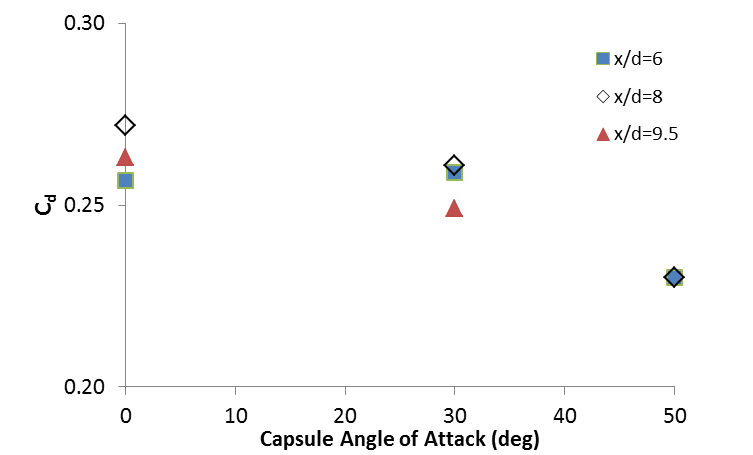 0.30
x/d=6
x/d=8
x/d=9.5
Cd
0.25
0.20
0 10 20 30 40 50
Capsule Angle of Attack (deg)